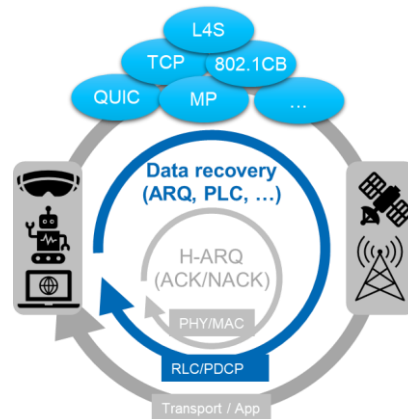 L4S
TCP
802.1CB
QUIC
MP
...
Data recovery
(ARQ, PLC, ...)
H-ARQ
(ACK/NACK)
PHY/MAC
RLC/PDCP
Transport / App